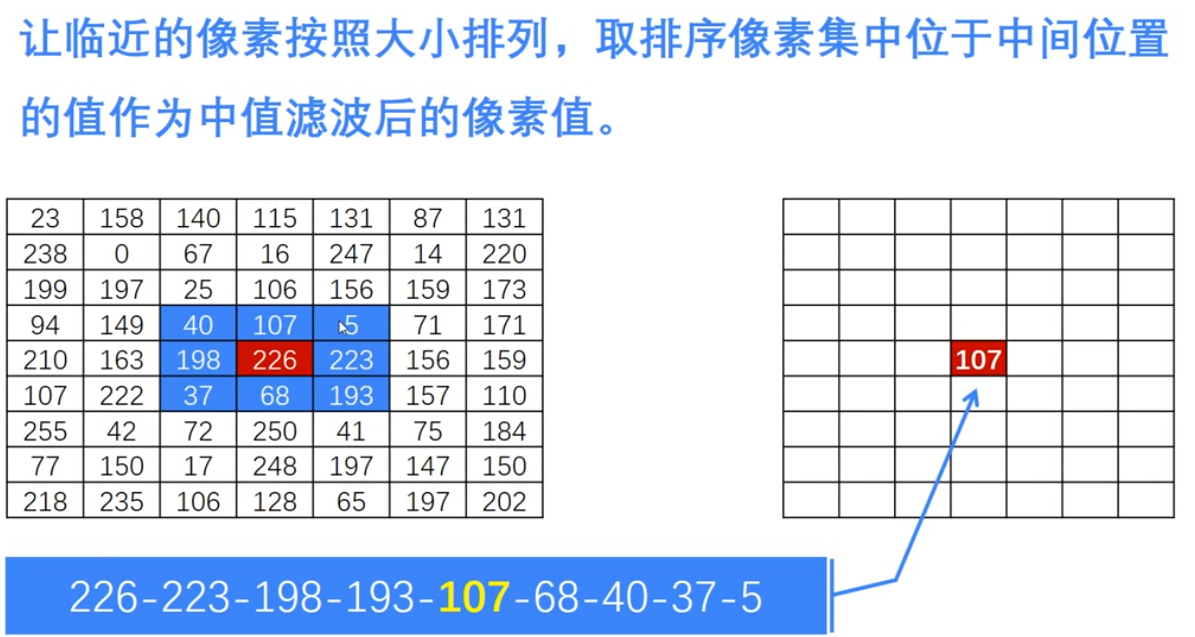 让临近的像素按照大小排列，取排序像素集中位于中间位置
的值作为中值滤波后的像素值。
23 158 140 115 131 87 131
238 0 67 16 247 14 220
199 197 25 106 156 159 173
94 149 40 107 5 71 171
210 163 198 226 223 156 159
107 222 37 68 193 157 110
255 42 72 250 41 75 184
77 150 17 248 197 147 150
218 235 106 128 65 197 202
107
226-223-198-193-107-68-40-37-5